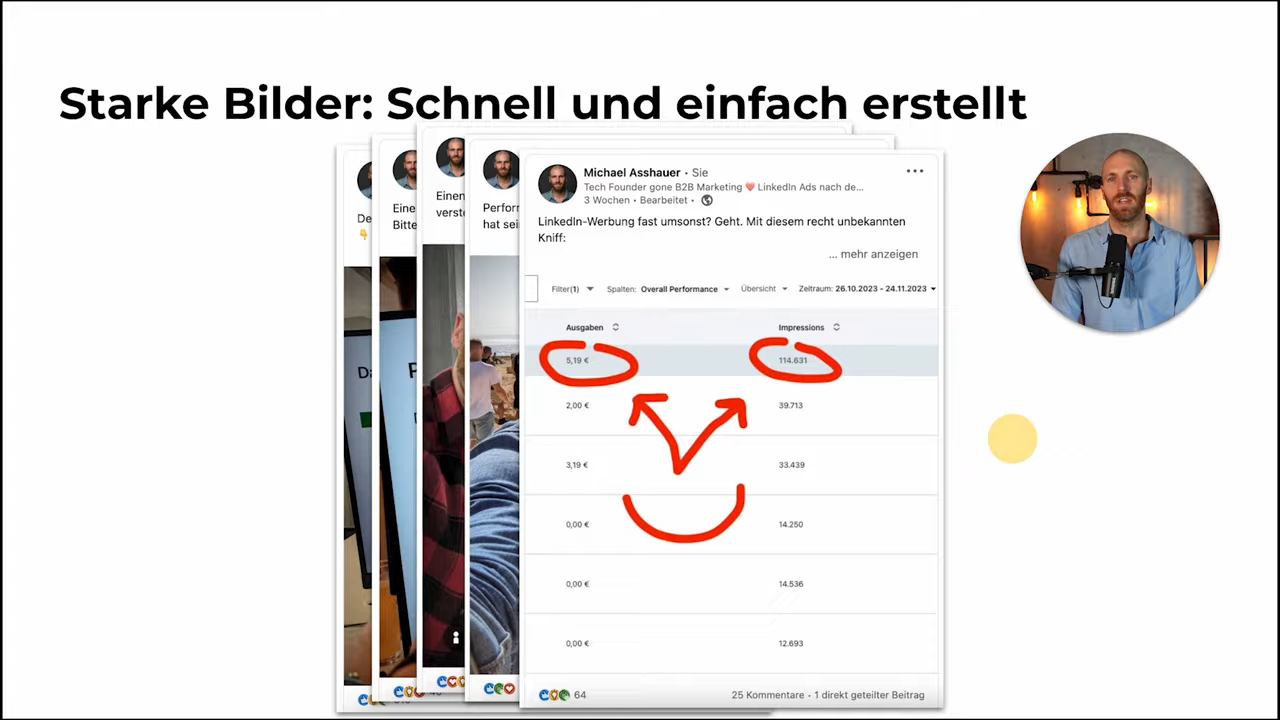 Starke Bilder: Schnell und einfach erstellt
De
Eine
Bitte
Einen
verste
Perforn
hat sei
Michael Asshauer • Sie
Tech Founder gone B2B Marketing ❤️ LinkedIn Ads nach de...
3 Wochen • Bearbeitet •
LinkedIn-Werbung fast umsonst? Geht. Mit diesem recht unbekannten
Kniff:
... mehr anzeigen
Filter(1) Spalten: Overall Performance Übersicht Zeitraum: 26.10.2023 - 24.11.2023
Ausgaben Impressions
5,19 € 114.631
2,00 € 39.713
3,19 € 33.439
0,00 € 14.250
0,00 € 14.536
0,00 € 12.693
64 25 Kommentare • 1 direkt geteilter Beitrag